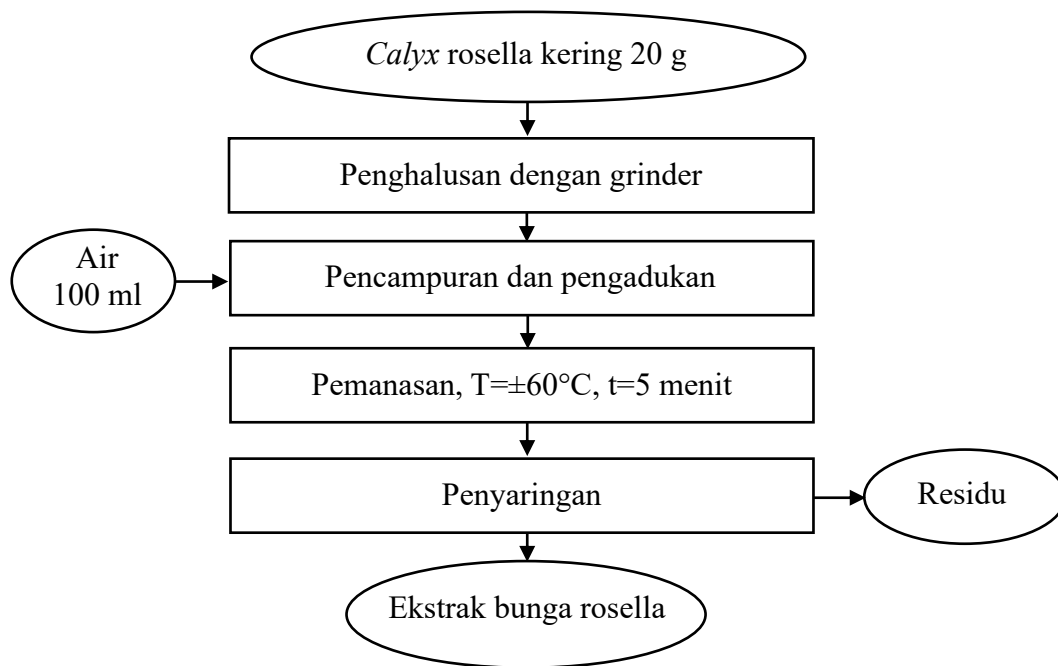 Calyx rosella kering 20 g
Penghalusan dengan grinder
Air
100 ml
Pencampuran dan pengadukan
Pemanasan, T=±60°C, t=5 menit
Penyaringan
Residu
Ekstrak bunga rosella